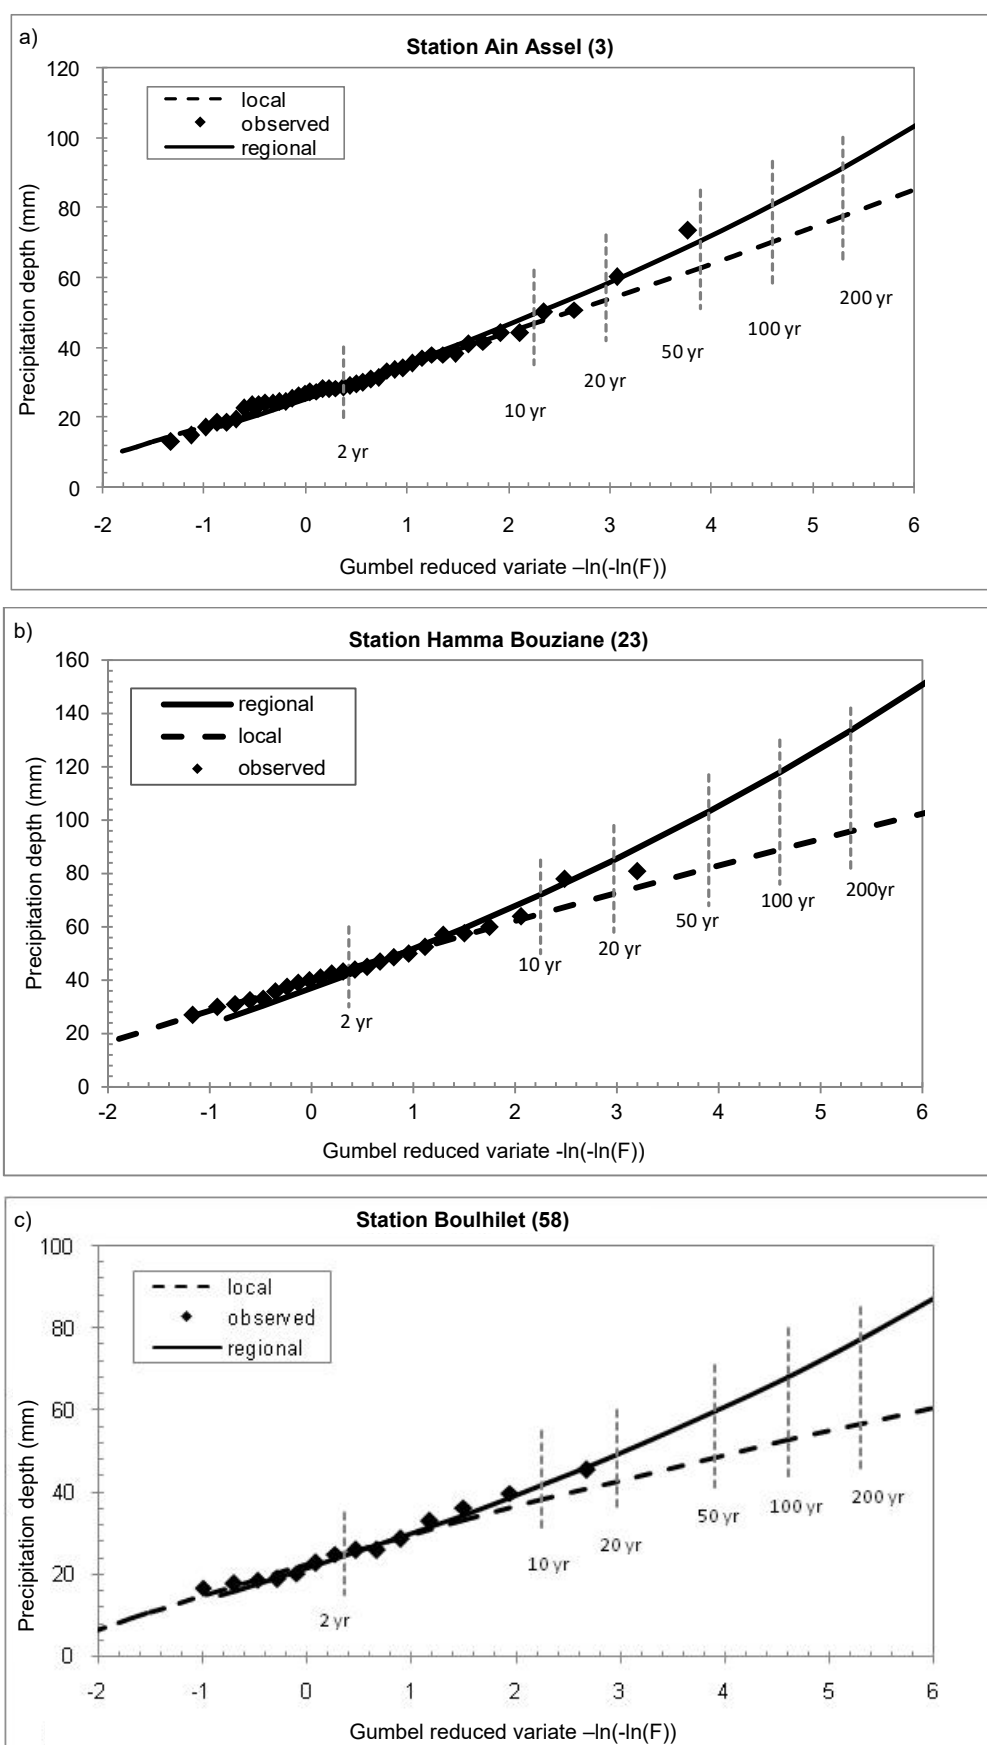 a)
Station Ain Assel (3)
120
100
80
60
40
20
0
local
observed
regional
Precipitation depth (mm)
2 yr
10 yr
20 yr
50 yr
100 yr
200 yr
-2 -1 0 1 2 3 4 5 6
Gumbel reduced variate –ln(-ln(F))
b)
Station Hamma Bouziane (23)
160
140
120
100
80
60
40
20
0
regional
local
observed
Precipitation depth (mm)
2 yr
10 yr
20 yr
50 yr
100 yr
200yr
-2 -1 0 1 2 3 4 5 6
Gumbel reduced variate -ln(-ln(F))
c)
Station Boulhilet (58)
100
80
60
40
20
0
local
observed
regional
Precipitation depth (mm)
2 yr
10 yr
20 yr
50 yr
100 yr
200 yr
-2 -1 0 1 2 3 4 5 6
Gumbel reduced variate –ln(-ln(F))